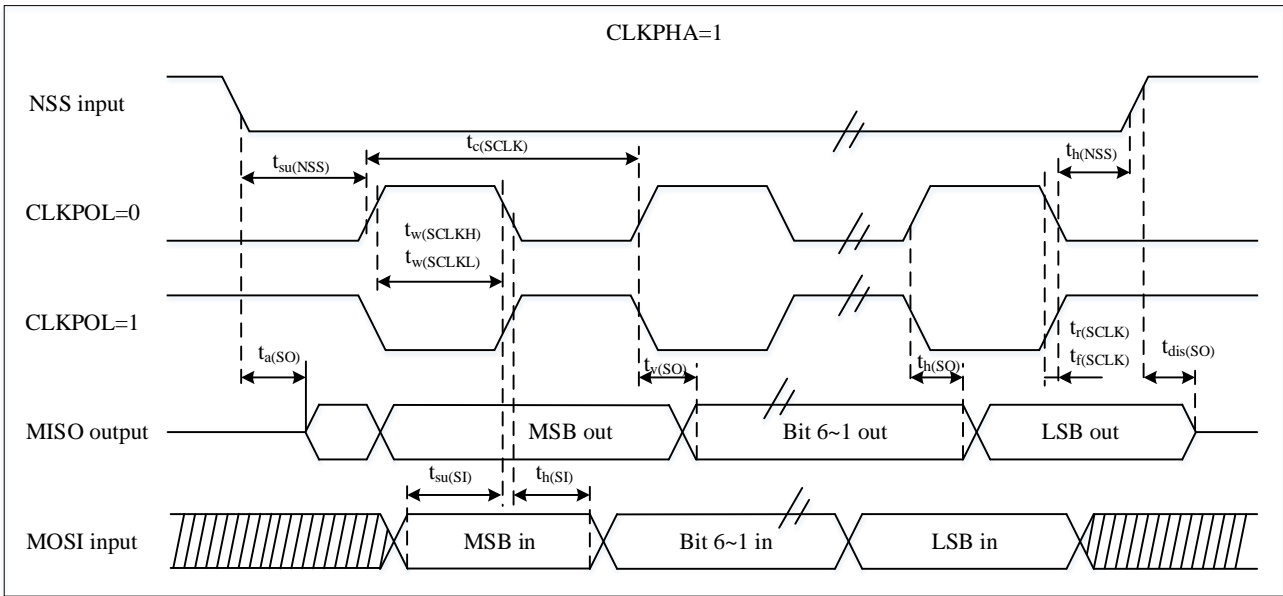 CLKPHA=1
NSS input
tc(SCLK)
tsu(NSS)
th(NSS)
CLKPOL=0
tw(SCLKH)
tw(SCLKL)
CLKPOL=1
tr(SCLK)
tf(SCLK)
ta(SO)
tv(SO)
th(SO)
tdis(SO)
MISO output
MSB out
Bit 6~1 out
LSB out
tsu(SI)
th(SI)
MOSI input
MSB in
Bit 6~1 in
LSB in